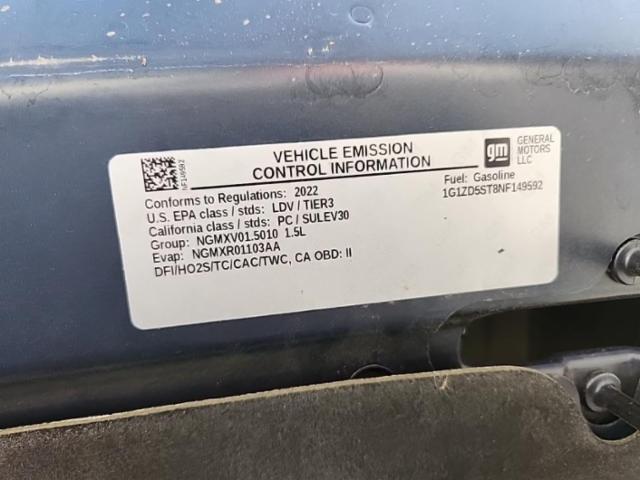 VEHICLE EMISSION
CONTROL INFORMATION
gm
GENERAL
MOTORS
LLC
NF149592
Conforms to Regulations: 2022
U.S. EPA class / stds: LDV / TIER3
California class / stds: PC / SULEV30
Group: NGMXV01.5010 1.5L
Evap: NGMXR01103AA
DFI/HO2S/TC/CAC/TWC, CA OBD: II
Fuel: Gasoline
1G1ZD5ST8NF149592